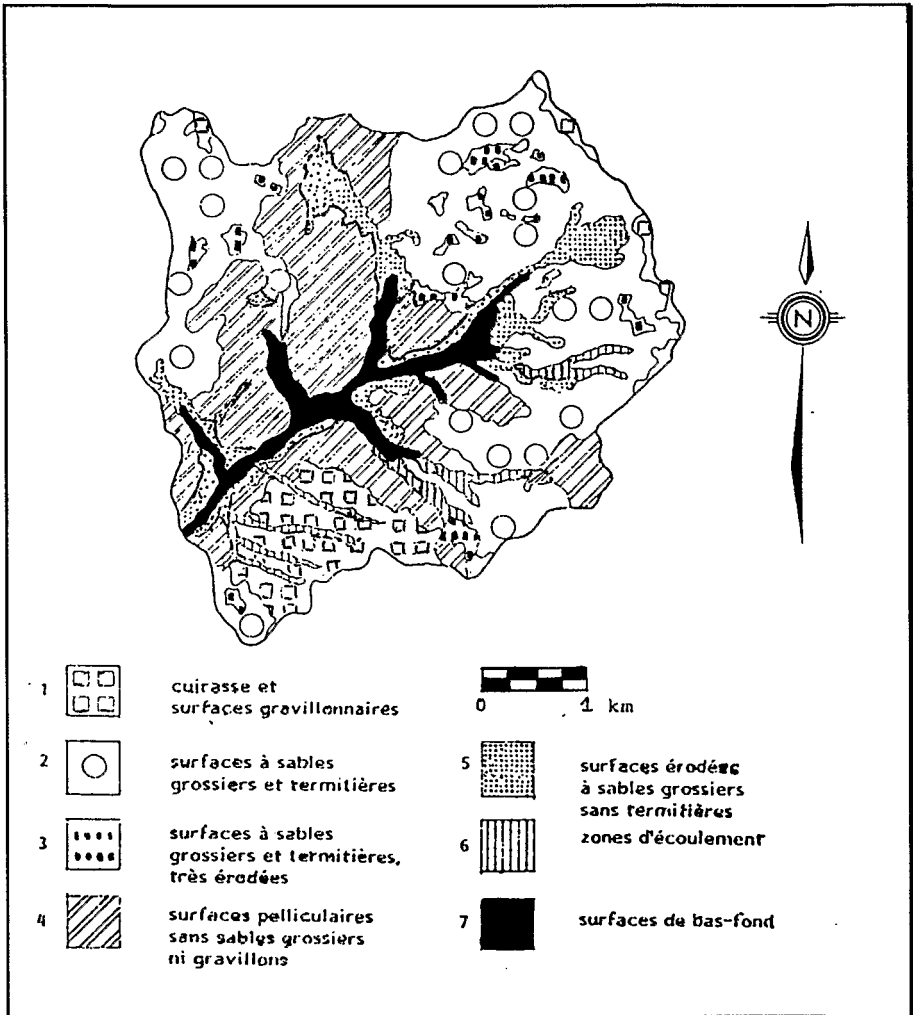 N
1
cuirasse et
surfaces gravillonnaires
2
surfaces à sables
grossiers et termitières
3
surfaces à sables
grossiers et termitières,
très érodées
4
surfaces pelliculaires
sans sables grossiers
ni gravillons
0 1 km
5
surfaces érodées
à sables grossiers
sans termitières
6
zones d'écoulement
7
surfaces de bas-fond